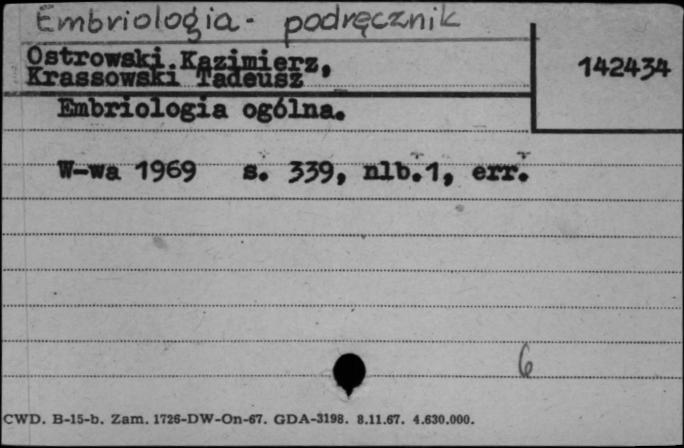 Embriologia - podręcznik
Ostrowski Kazimierz,
Krassowski Tadeusz
142434
Embriologia ogólna.
W-wa 1969 s. 339, nlb.1, err.
6
CWD. B-15-b. Zam. 1726-DW-On-67. GDA-3198. 8.11.67. 4.630.000.